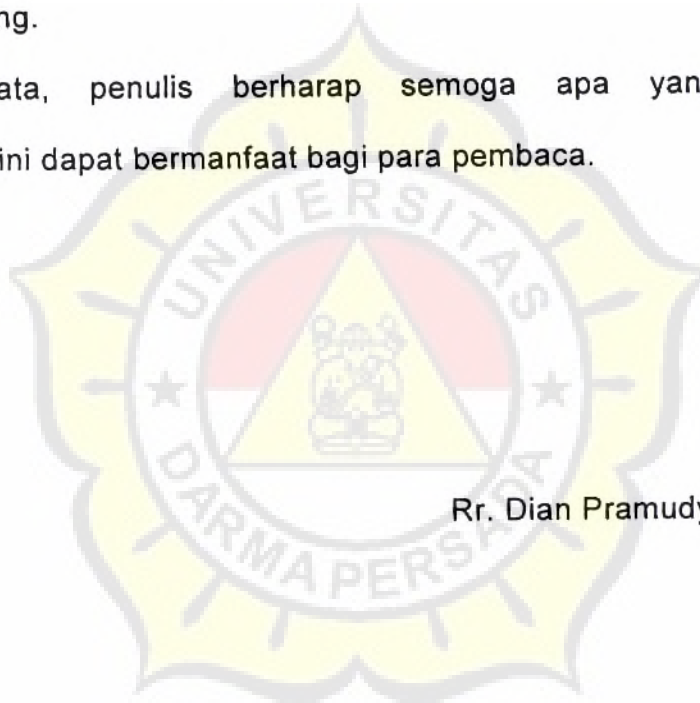 ng.
ata, penulis berharap semoga apa yan
ini dapat bermanfaat bagi para pembaca.
UNIVERSITAS
DARMA PERSADA
Rr. Dian Pramudy